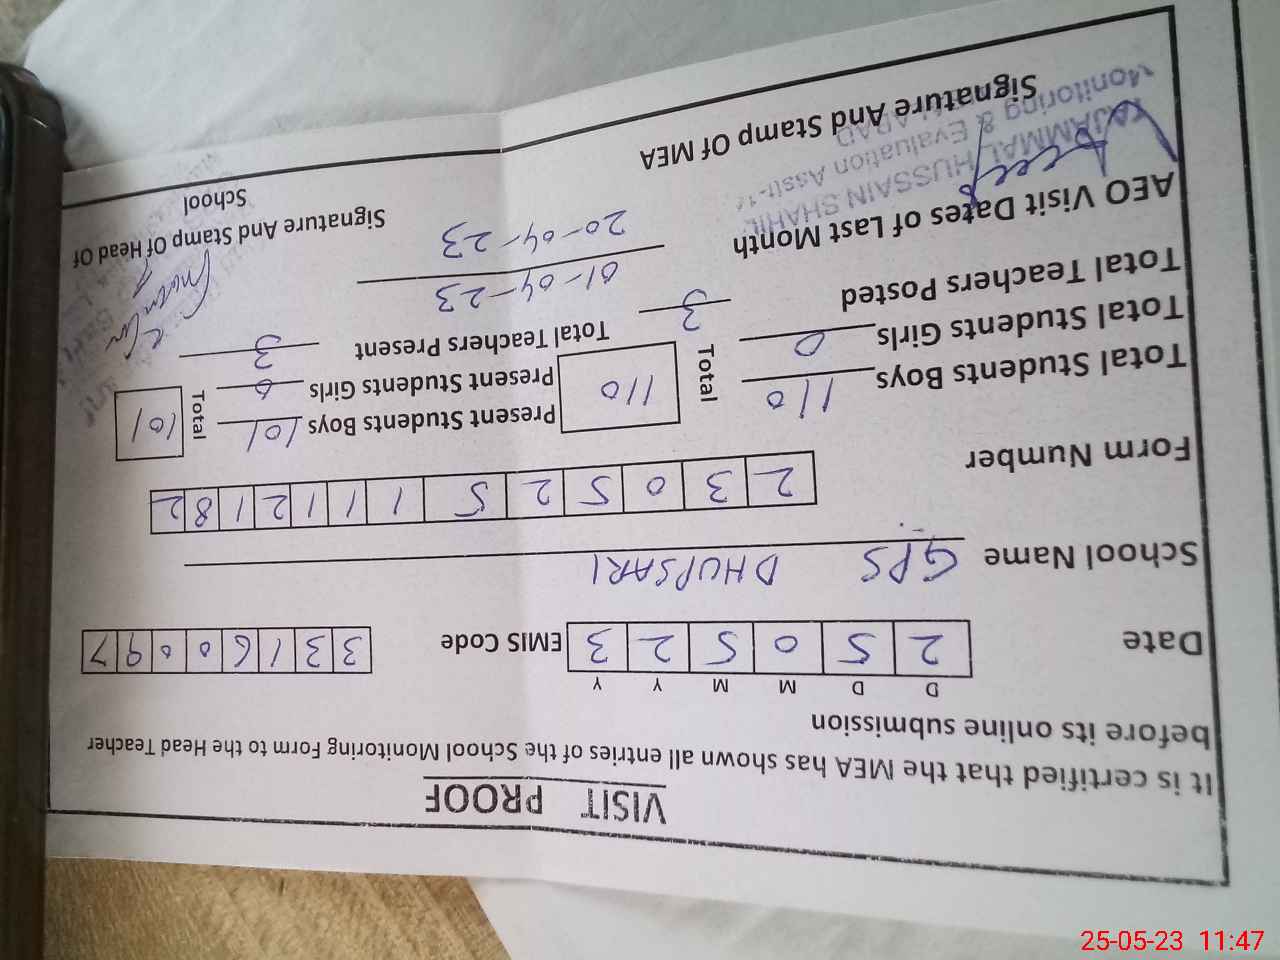 VISIT PROOF
It is certified that the MEA has shown all entries of the School Monitoring Form to the Head Teacher
before its online submission
D D M M Y Y
Date 2 5 0 5 2 3 EMIS Code 3 3 1 6 0 0 9 7
School Name GPS DHUPSARI
Form Number 2 3 0 5 2 5 1 1 1 2 1 8 2
Total Students Boys 110 Total 110 Present Students Boys 101 Total 101
Total Students Girls 0 Present Students Girls 0
Total Teachers Posted 3 Total Teachers Present 3
AEO Visit Dates of Last Month 01-04-23
20-04-23
TAJAMMAL HUSSAIN SHAHID
Monitoring & Evaluation Asstt-
Signature And Stamp Of MEA
Signature And Stamp Of Head Of
School
25-05-23 11:47